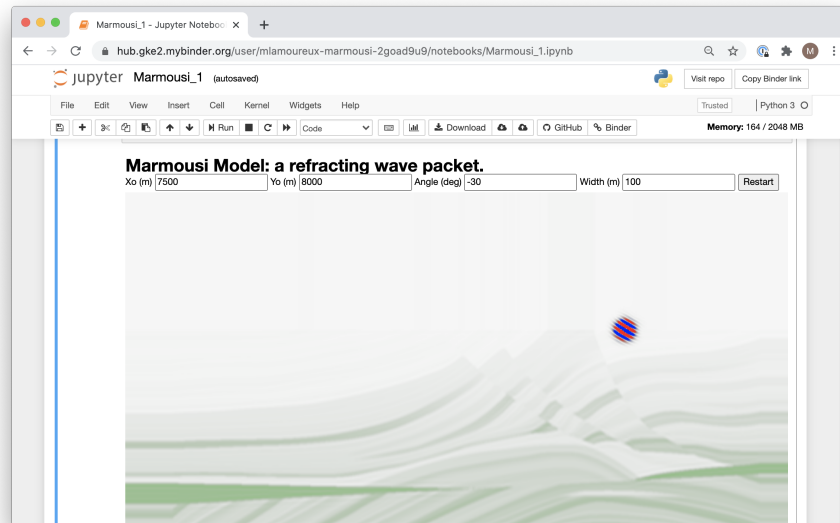 Marmousi_1 - Jupyter Noteboo
hub.gke2.mybinder.org/user/mlamoureux-marmousi-2goad9u9/notebooks/Marmousi_1.ipynb
M
jupyter Marmousi_1 (autosaved)
Visit repo Copy Binder link
File Edit View Insert Cell Kernel Widgets Help
Trusted Python 3
Run Code Download GitHub Binder Memory: 164 / 2048 MB
Marmousi Model: a refracting wave packet.
Xo (m) 7500 Yo (m) 8000 Angle (deg) -30 Width (m) 100 Restart